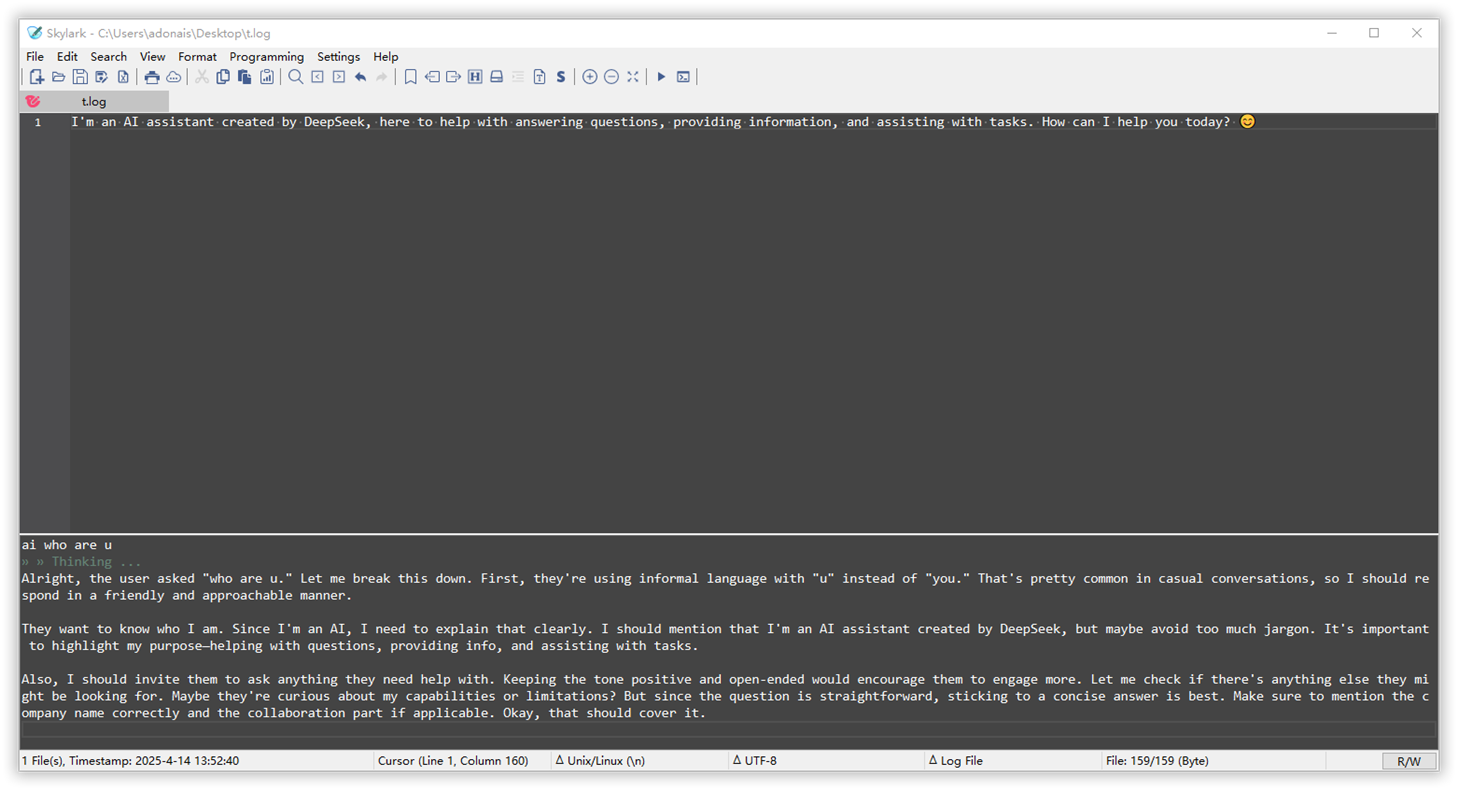 Skylark - C:\Users\adonais\Desktop\t.log
File Edit Search View Format Programming Settings Help
t.log
1 I'm an AI assistant created by DeepSeek, here to help with answering questions, providing information, and assisting with tasks. How can I help you today? 😊
ai who are u
» » Thinking ...
Alright, the user asked "who are u." Let me break this down. First, they're using informal language with "u" instead of "you." That's pretty common in casual conversations, so I should re
spond in a friendly and approachable manner.
They want to know who I am. Since I'm an AI, I need to explain that clearly. I should mention that I'm an AI assistant created by DeepSeek, but maybe avoid too much jargon. It's important
to highlight my purpose—helping with questions, providing info, and assisting with tasks.
Also, I should invite them to ask anything they need help with. Keeping the tone positive and open-ended would encourage them to engage more. Let me check if there's anything else they mi
ght be looking for. Maybe they're curious about my capabilities or limitations? But since the question is straightforward, sticking to a concise answer is best. Make sure to mention the c
ompany name correctly and the collaboration part if applicable. Okay, that should cover it.
1 File(s), Timestamp: 2025-4-14 13:52:40 Cursor (Line 1, Column 160) Δ Unix/Linux (\n) Δ UTF-8 Δ Log File File: 159/159 (Byte) R/W